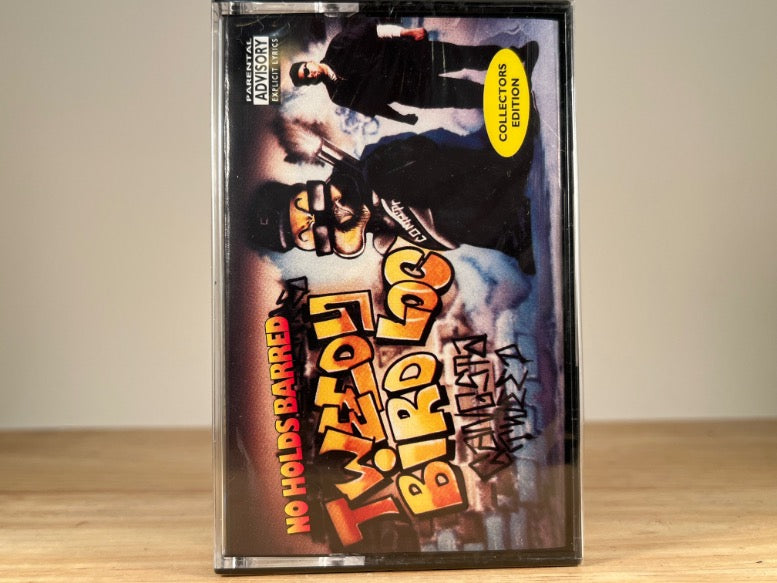 NO HOLDS BARRED
TWEEDY
BIRD LOC
PARENTAL
ADVISORY
EXPLICIT LYRICS
COLLECTORS
EDITION